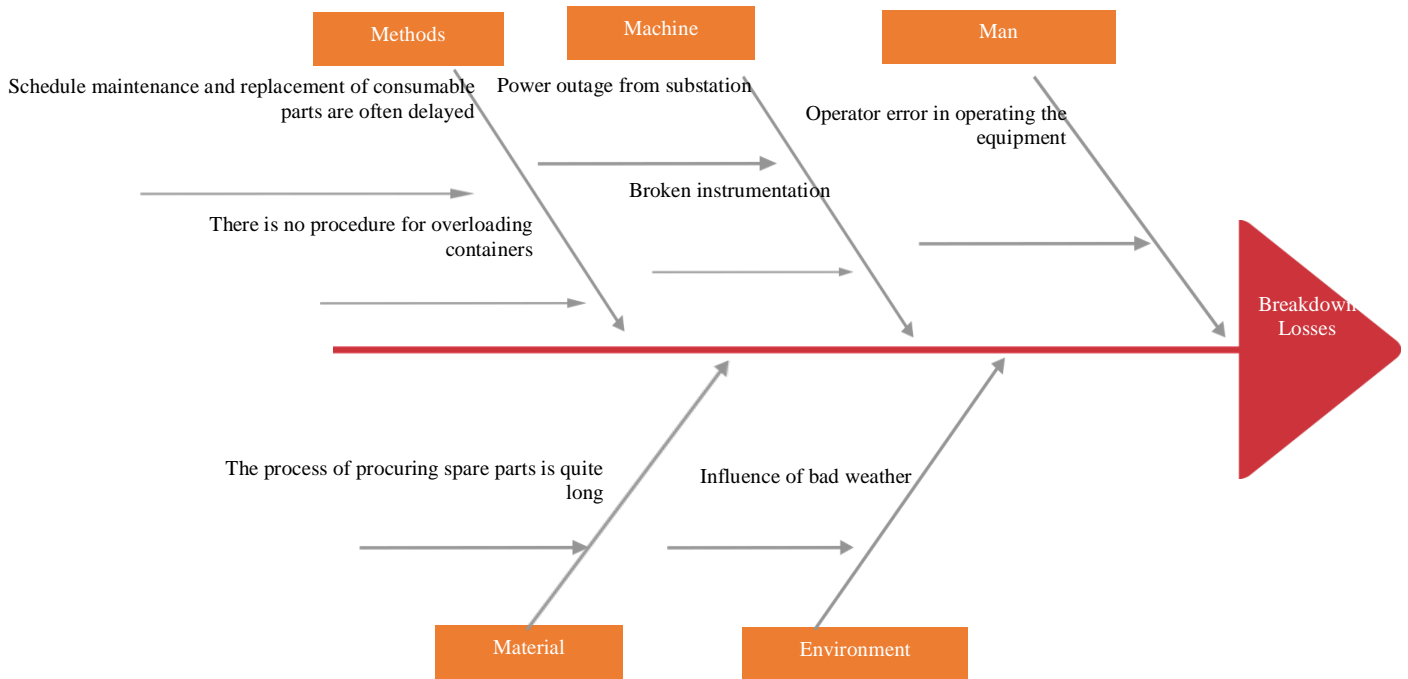 Methods
Machine
Man
Schedule maintenance and replacement of consumable
parts are often delayed
Power outage from substation
Operator error in operating the
equipment
Broken instrumentation
There is no procedure for overloading
containers
Breakdown
Losses
The process of procuring spare parts is quite
long
Influence of bad weather
Material
Environment